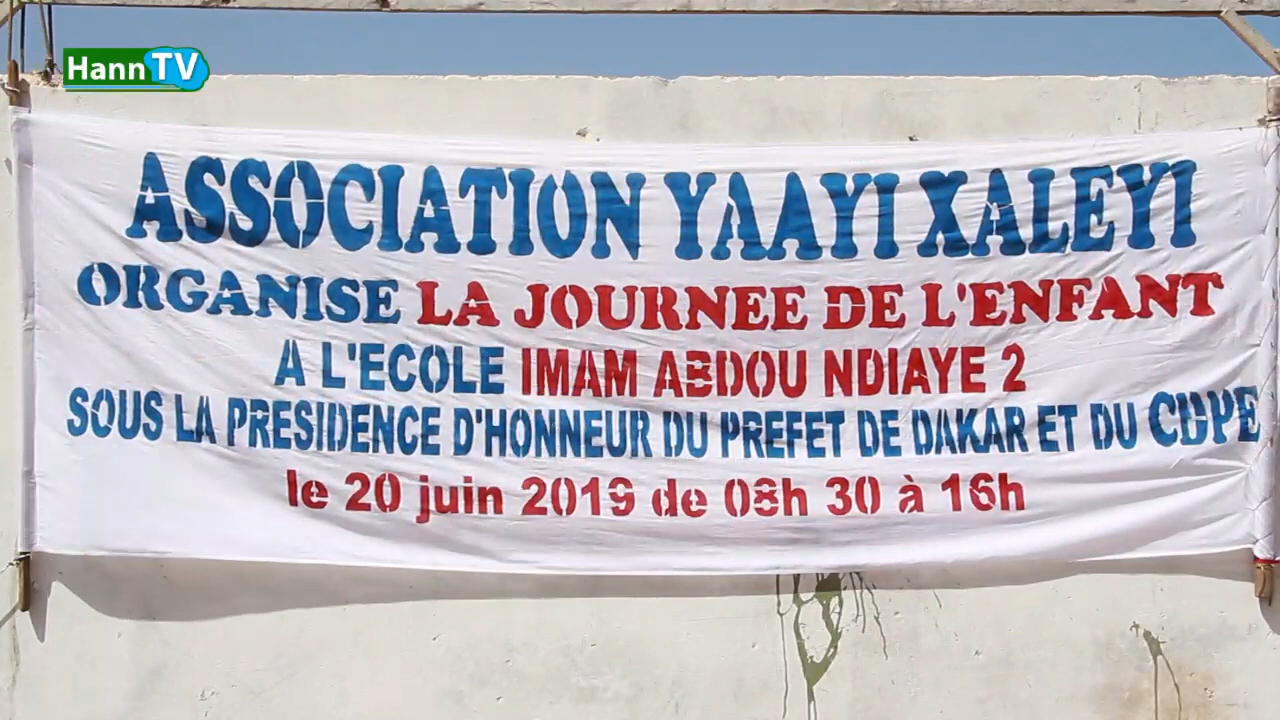 HannTV
ASSOCIATION YAAYI XALEYI
ORGANISE LA JOURNEE DE L'ENFANT
A L'ECOLE IMAM ABDOU NDIAYE 2
SOUS LA PRESIDENCE D'HONNEUR DU PREFET DE DAKAR ET DU CDPE
le 20 juin 2019 de 08h 30 à 16h